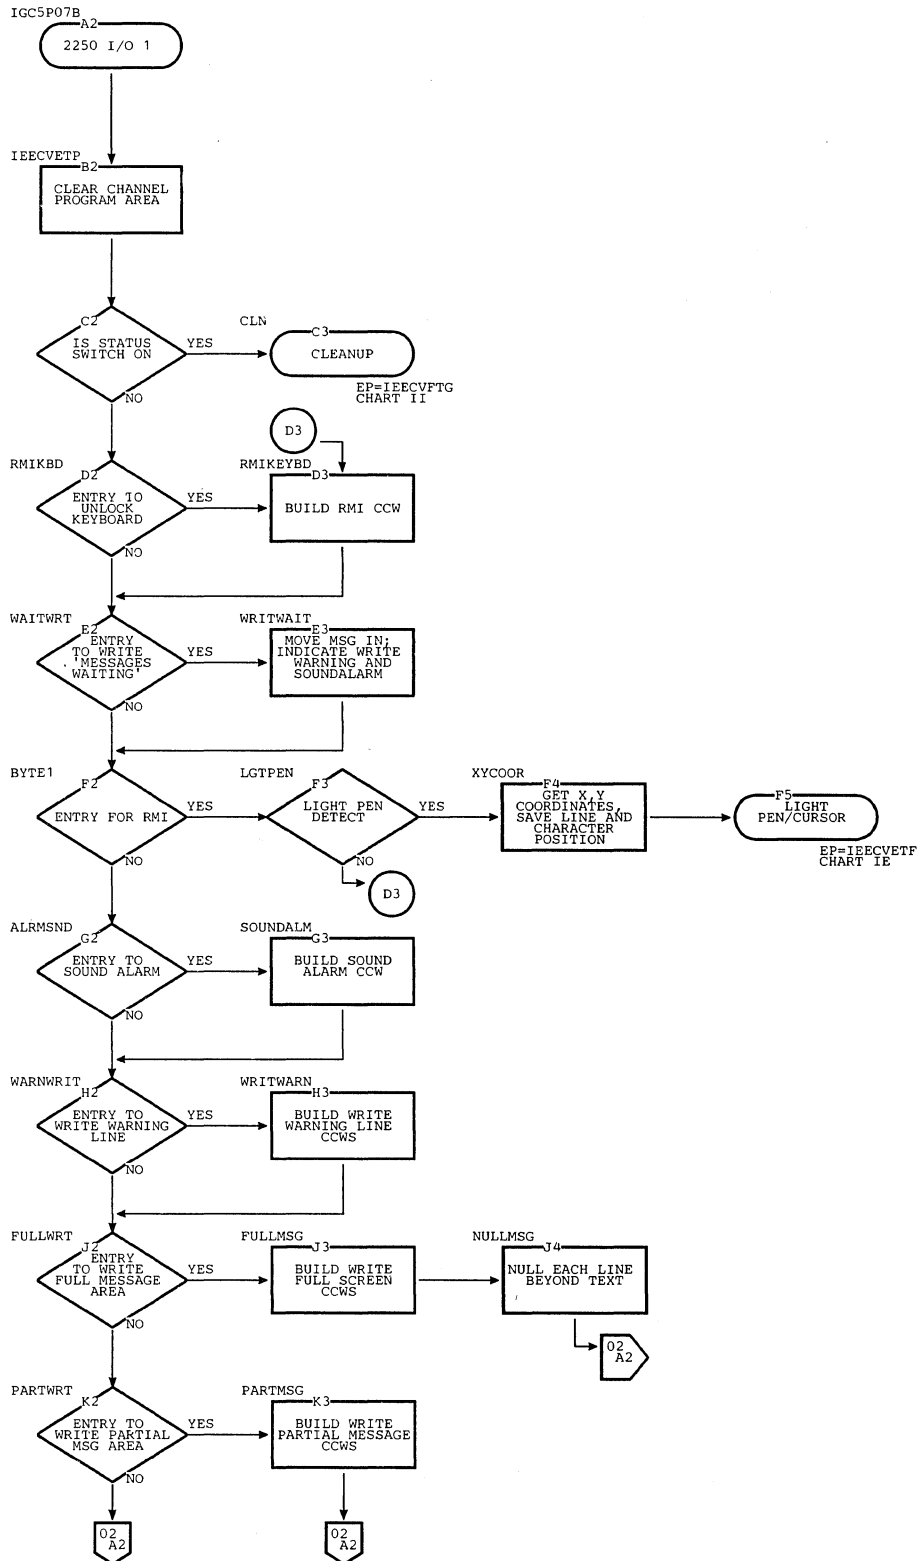 IGC5P07B
A2
2250 I/O 1
IEECVETP
B2
CLEAR CHANNEL
PROGRAM AREA
C2
IS STATUS
SWITCH ON
YES
NO
CLN
C3
CLEANUP
EP=IEECVFTG
CHART II
D3
RMIKBD
D2
ENTRY TO
UNLOCK
KEYBOARD
YES
NO
RMIKEYBD
D3
BUILD RMI CCW
WAITWRT
E2
ENTRY
TO WRITE
'MESSAGES
WAITING'
YES
NO
WRITWAIT
E3
MOVE MSG IN;
INDICATE WRITE
WARNING AND
SOUNDALARM
BYTE1
F2
ENTRY FOR RMI
YES
NO
LGTPEN
F3
LIGHT PEN
DETECT
YES
NO
D3
XYCOOR
F4
GET X,Y
COORDINATES,
SAVE LINE AND
CHARACTER
POSITION
F5
LIGHT
PEN/CURSOR
EP=IEECVETF
CHART IE
ALRMSND
G2
ENTRY TO
SOUND ALARM
YES
NO
SOUNDALM
G3
BUILD SOUND
ALARM CCW
WARNWRIT
H2
ENTRY TO
WRITE WARNING
LINE
YES
NO
WRITWARN
H3
BUILD WRITE
WARNING LINE
CCWS
FULLWRT
J2
ENTRY
TO WRITE
FULL MESSAGE
AREA
YES
NO
FULLMSG
J3
BUILD WRITE
FULL SCREEN
CCWS
NULLMSG
J4
NULL EACH LINE
BEYOND TEXT
02
A2
PARTWRT
K2
ENTRY TO
WRITE PARTIAL
MSG AREA
YES
NO
PARTMSG
K3
BUILD WRITE
PARTIAL MESSAGE
CCWS
02
A2
02
A2